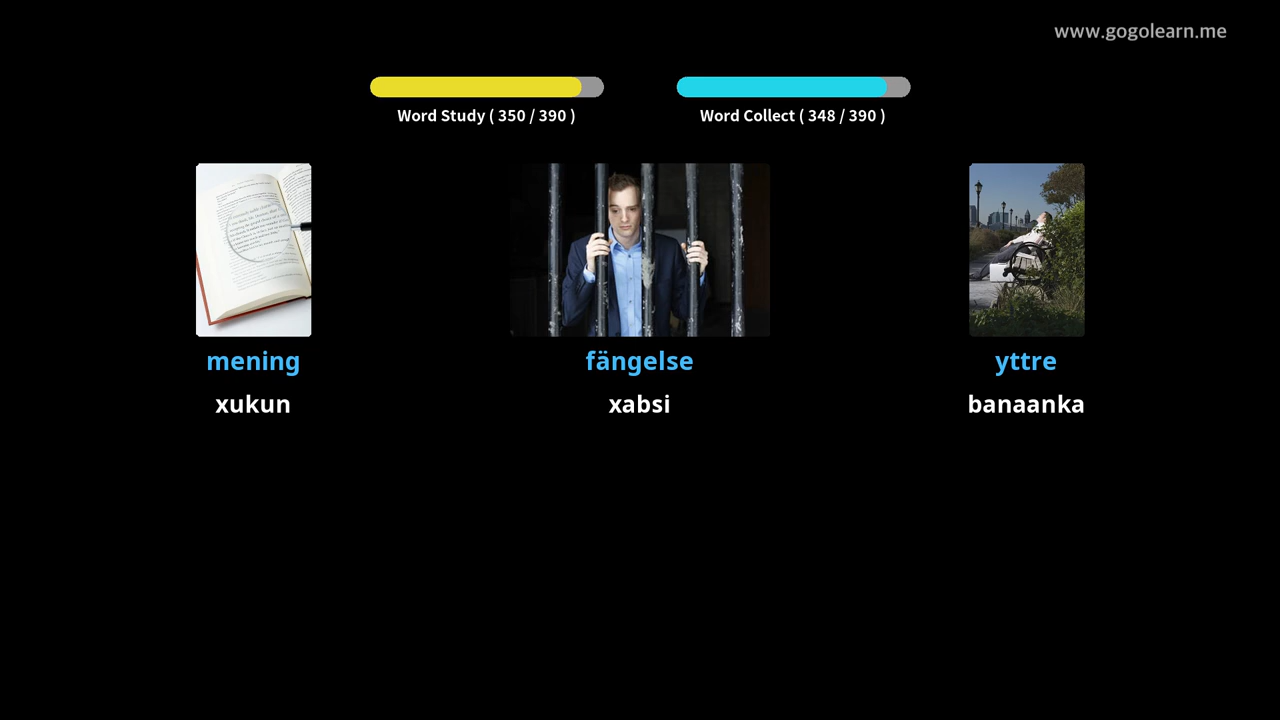 www.gogolearn.me
Word Study ( 350 / 390 )
Word Collect ( 348 / 390 )
mening
fängelse
yttre
xukun
xabsi
banaanka